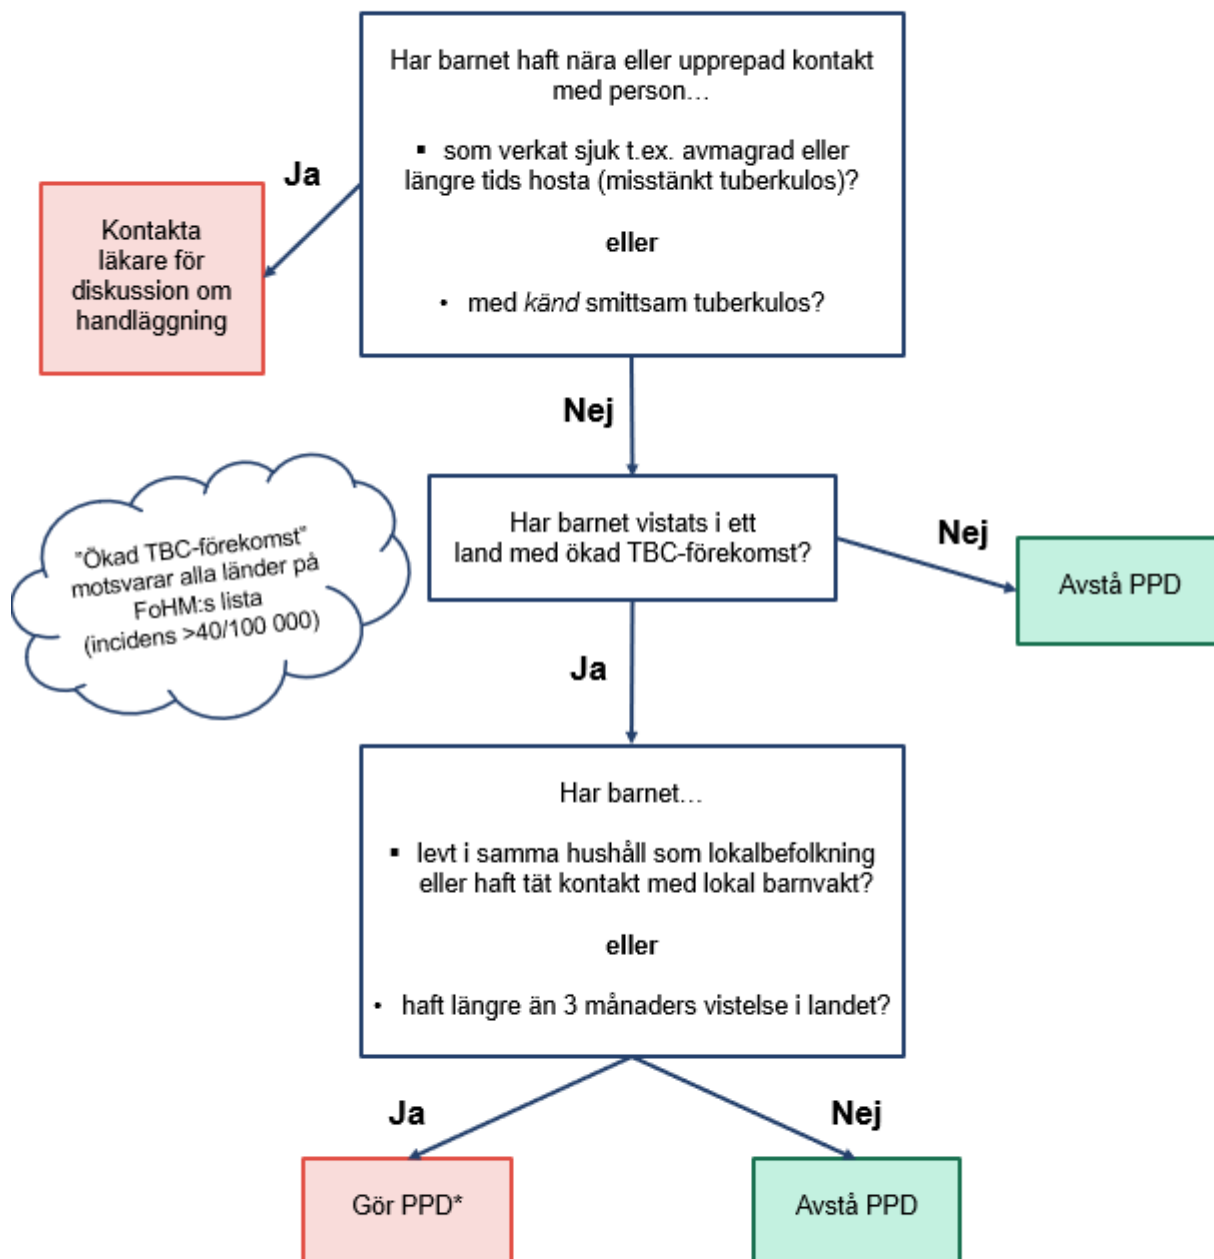 Har barnet haft nära eller upprepad kontakt
med person…
▪ som verkat sjuk t.ex. avmagrad eller
längre tids hosta (misstänkt tuberkulos)?
eller
• med känd smittsam tuberkulos?
Ja
Kontakta
läkare för
diskussion om
handläggning
Nej
"Ökad TBC-förekomst"
motsvarar alla länder på
FoHM:s lista
(incidens >40/100 000)
Har barnet vistats i ett
land med ökad TBC-förekomst?
Nej
Avstå PPD
Ja
Har barnet…
▪ levt i samma hushåll som lokalbefolkning
eller haft tät kontakt med lokal barnvakt?
eller
• haft längre än 3 månaders vistelse i landet?
Ja
Nej
Gör PPD*
Avstå PPD